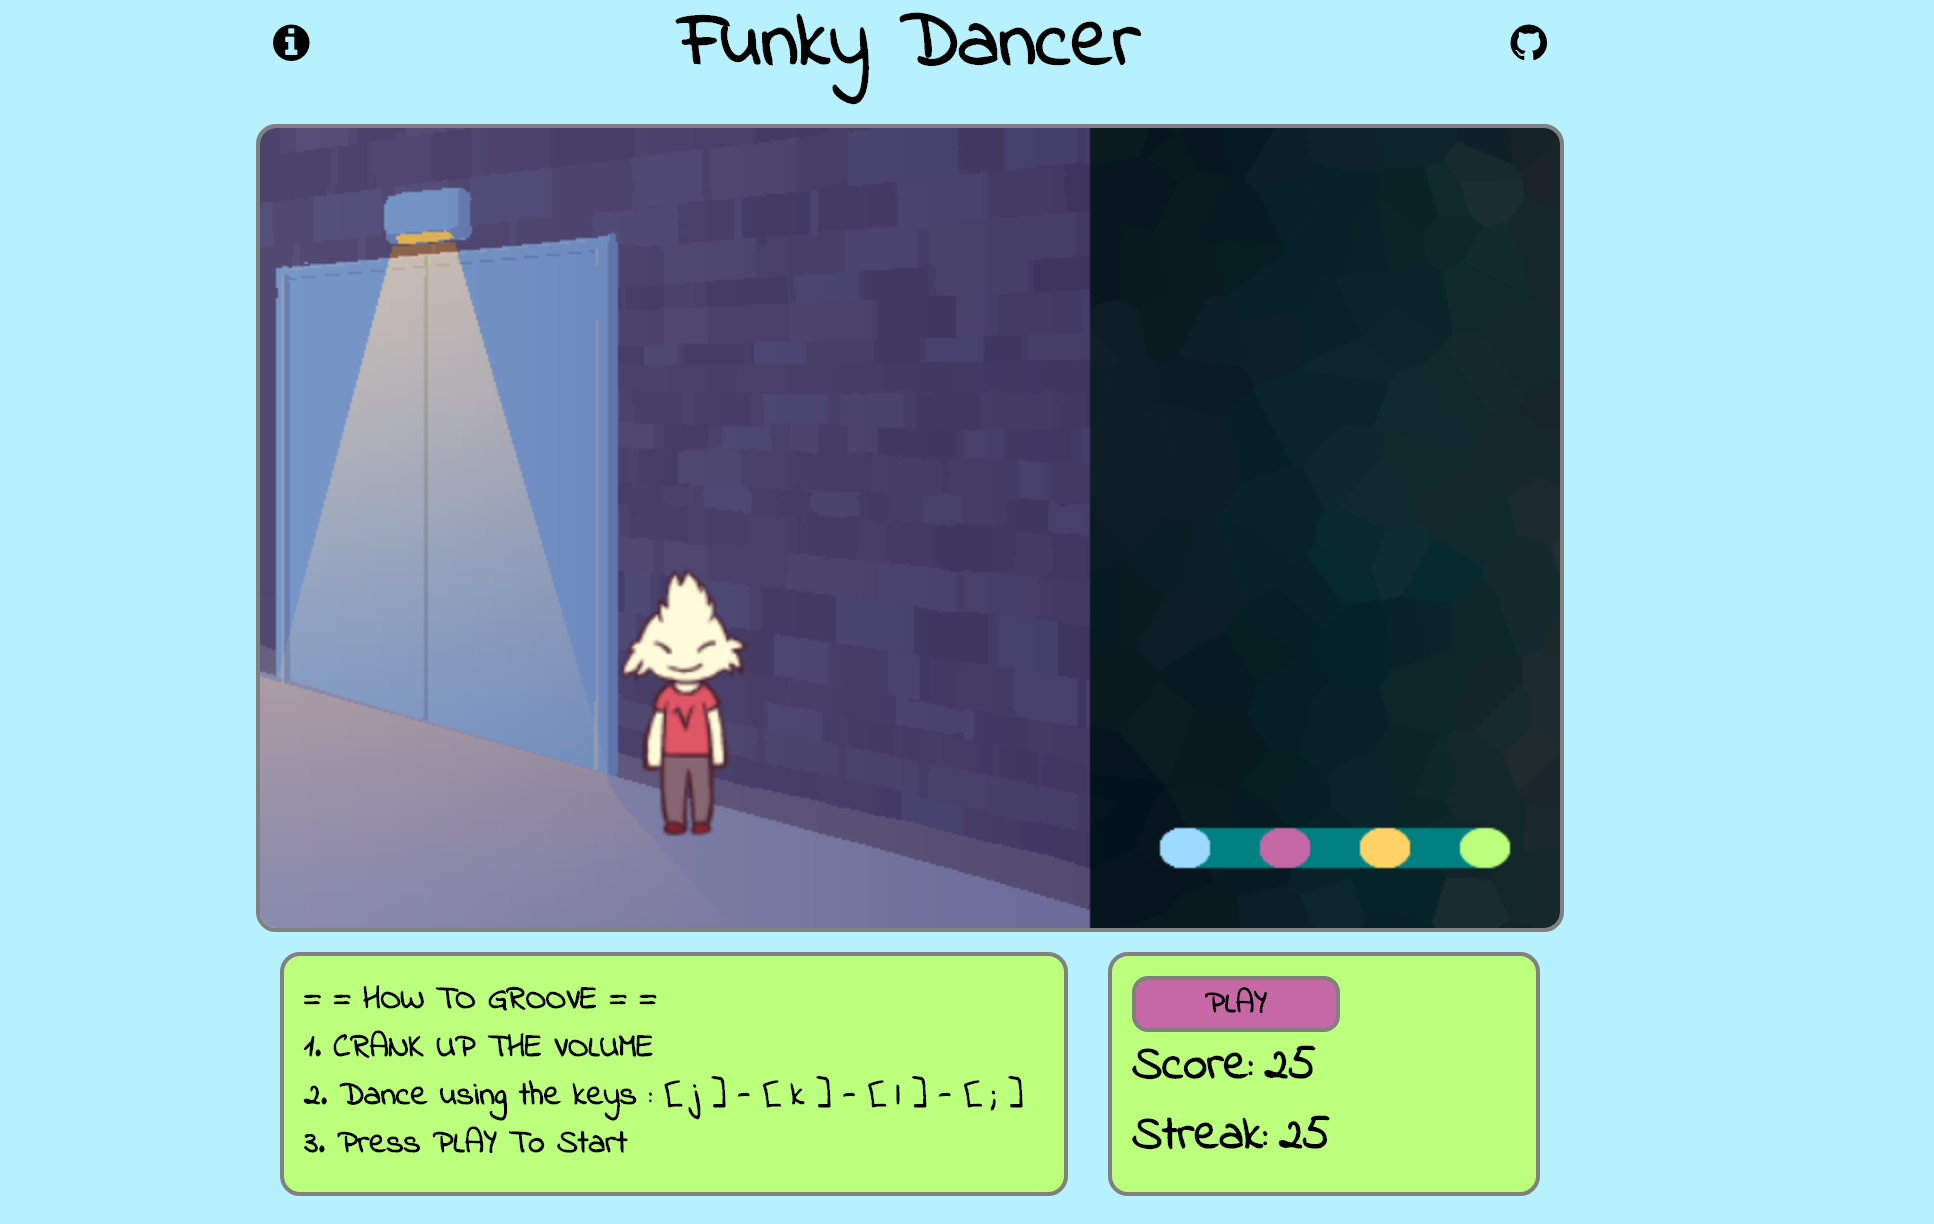 Funky Dancer
= = HOW TO GROOVE = =
1. CRANK UP THE VOLUME
2. Dance using the keys : [ j ] - [ k ] - [ l ] - [ ; ]
3. Press PLAY To Start
PLAY
Score: 25
Streak: 25